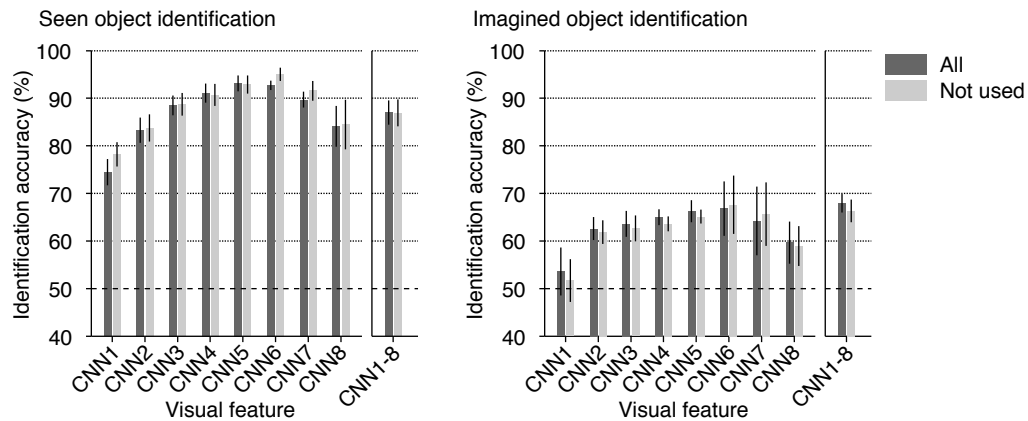 Seen object identification
Identification accuracy (%)
100
90
80
70
60
50
40
CNN1
CNN2
CNN3
CNN4
CNN5
CNN6
CNN7
CNN8
CNN1-8
Visual feature
Imagined object identification
Identification accuracy (%)
100
90
80
70
60
50
40
CNN1
CNN2
CNN3
CNN4
CNN5
CNN6
CNN7
CNN8
CNN1-8
Visual feature
All
Not used